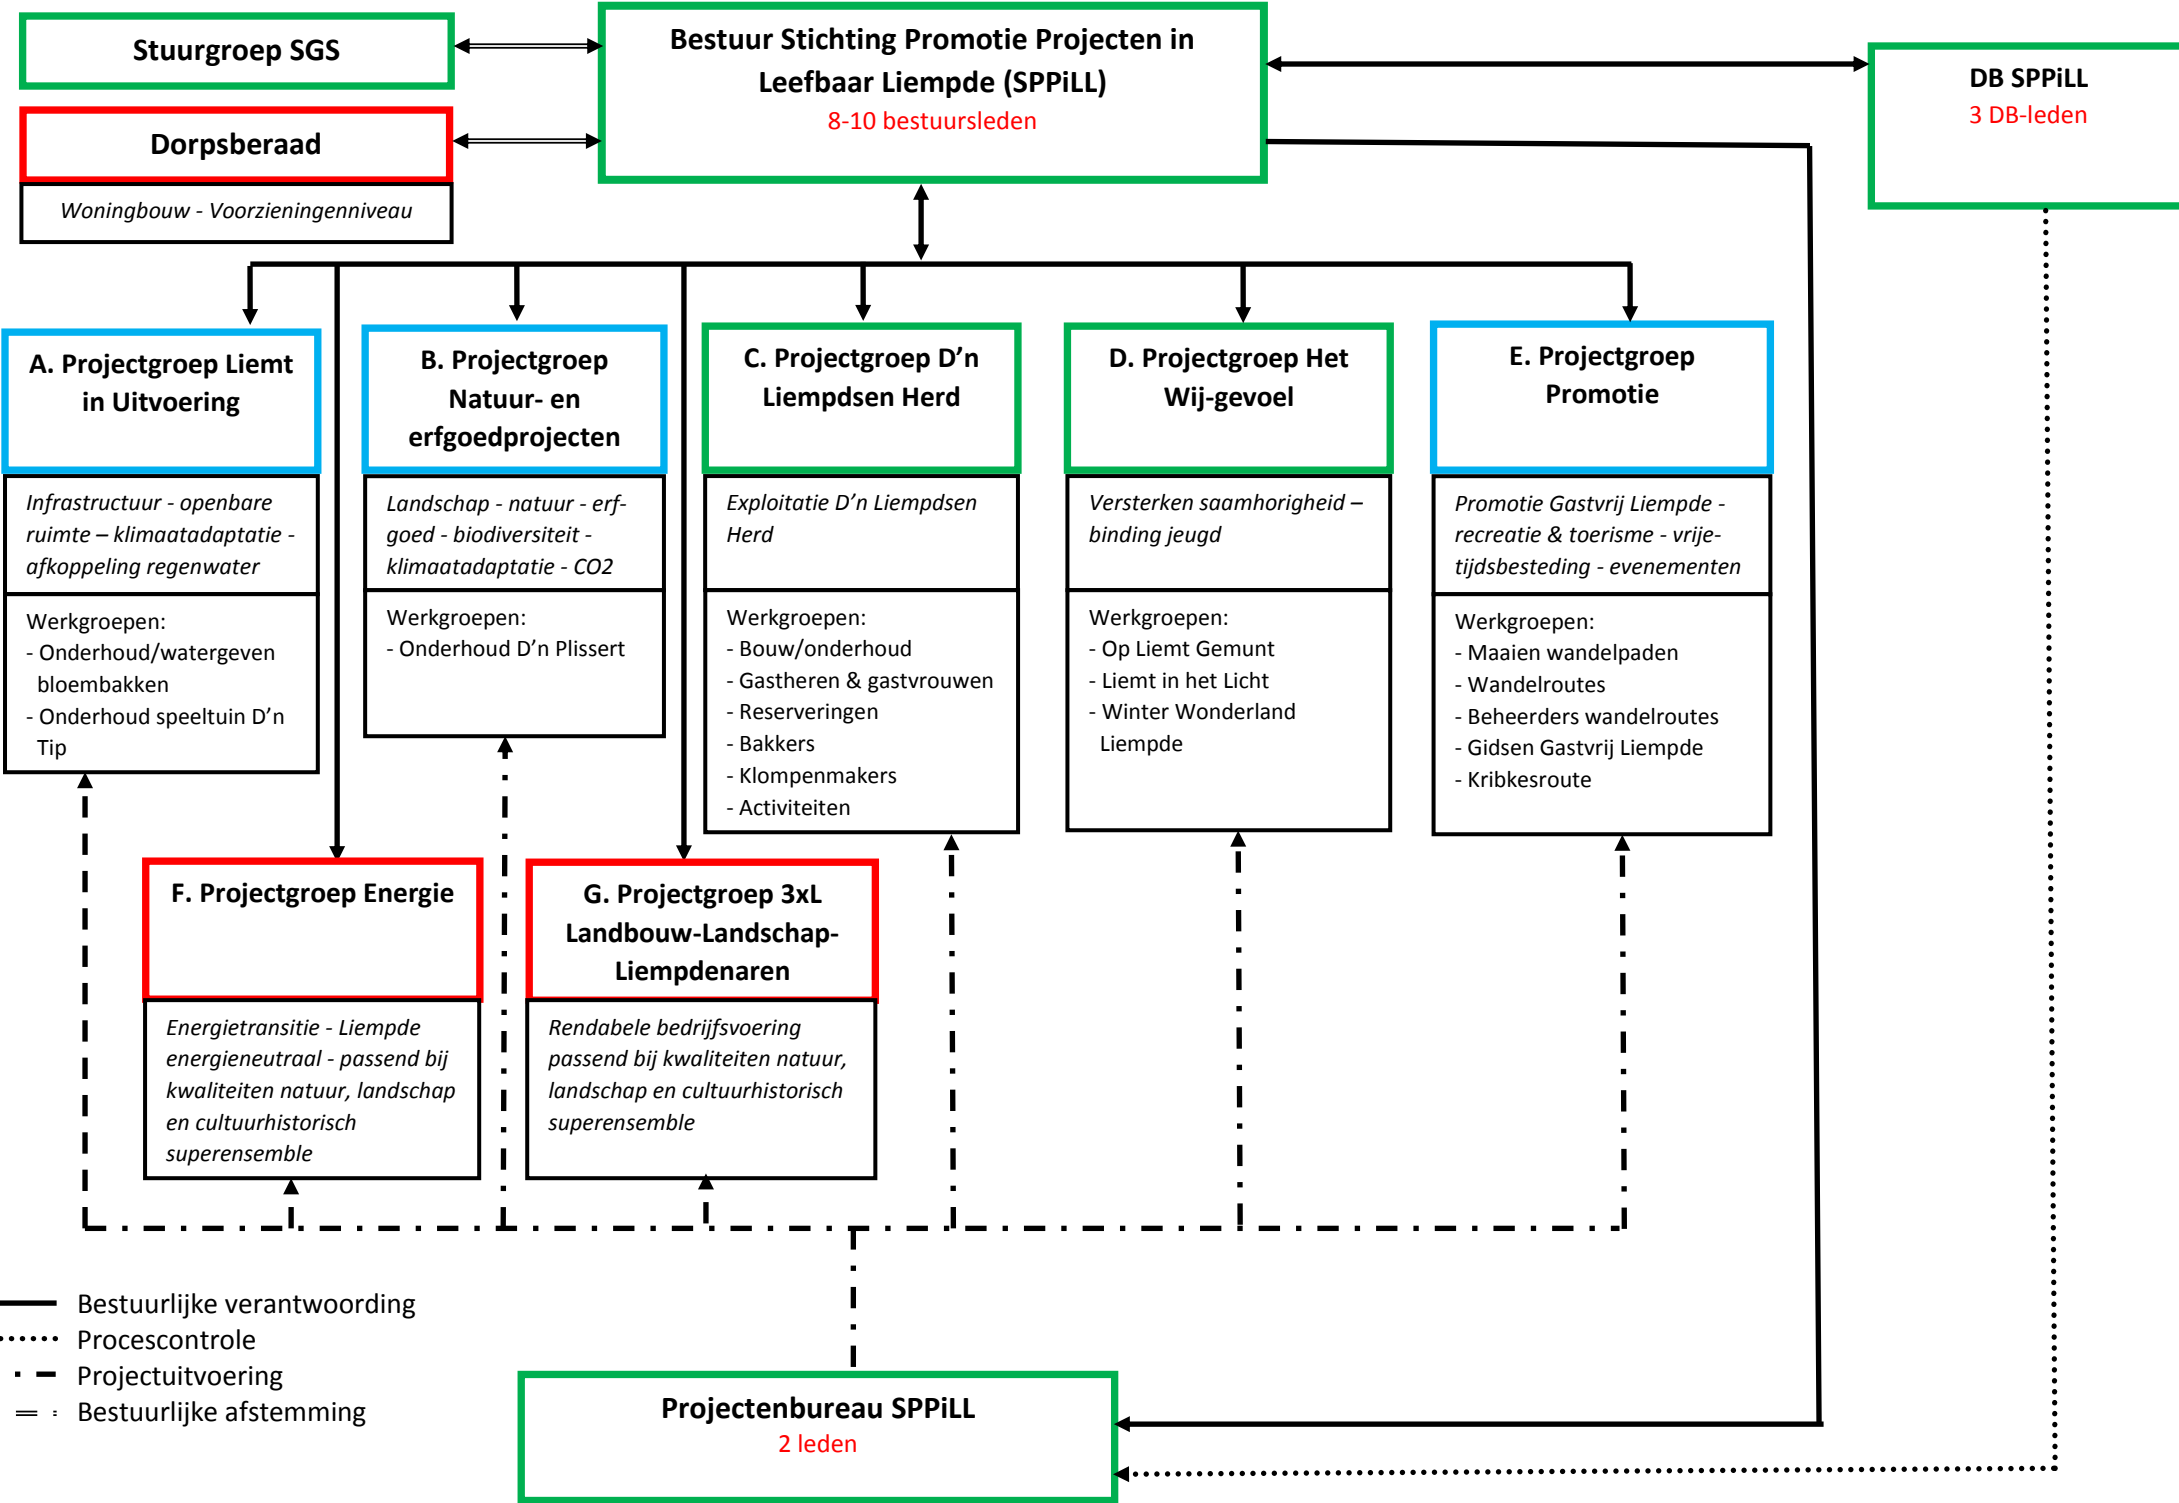 Stuurgroep SGS
Bestuur Stichting Promotie Projecten in
Leefbaar Liempde (SPPiLL)
8-10 bestuursleden
DB SPPiLL
3 DB-leden
Dorpsberaad
Woningbouw - Voorzieningenniveau
A. Projectgroep Liemt
in Uitvoering
Infrastructuur - openbare
ruimte – klimaatadaptatie -
afkoppeling regenwater
Werkgroepen:
- Onderhoud/watergeven
bloembakken
- Onderhoud speeltuin D’n
Tip
B. Projectgroep
Natuur- en
erfgoedprojecten
Landschap - natuur - erf-
goed - biodiversiteit -
klimaatadaptatie - CO2
Werkgroepen:
- Onderhoud D’n Plissert
C. Projectgroep D’n
Liempdsen Herd
Exploitatie D’n Liempdsen
Herd
Werkgroepen:
- Bouw/onderhoud
- Gastheren & gastvrouwen
- Reserveringen
- Bakkers
- Klompenmakers
- Activiteiten
D. Projectgroep Het
Wij-gevoel
Versterken saamhorigheid –
binding jeugd
Werkgroepen:
- Op Liemt Gemunt
- Liemt in het Licht
- Winter Wonderland
Liempde
E. Projectgroep
Promotie
Promotie Gastvrij Liempde -
recreatie & toerisme - vrije-
tijdsbesteding - evenementen
Werkgroepen:
- Maaien wandelpaden
- Wandelroutes
- Beheerders wandelroutes
- Gidsen Gastvrij Liempde
- Kribkesroute
F. Projectgroep Energie
Energietransitie - Liempde
energieneutraal - passend bij
kwaliteiten natuur, landschap
en cultuurhistorisch
superensemble
G. Projectgroep 3xL
Landbouw-Landschap-
Liempdenaren
Rendabele bedrijfsvoering
passend bij kwaliteiten natuur,
landschap en cultuurhistorisch
superensemble
Bestuurlijke verantwoording
Procescontrole
Projectuitvoering
Bestuurlijke afstemming
Projectenbureau SPPiLL
2 leden